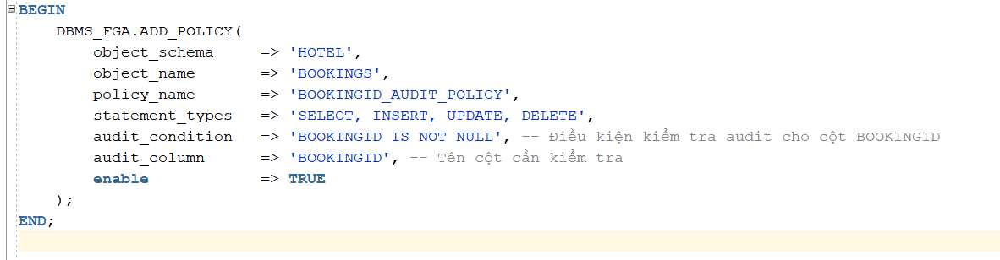 BEGIN
DBMS_FGA.ADD_POLICY(
object_schema => 'HOTEL',
object_name => 'BOOKINGS',
policy_name => 'BOOKINGID_AUDIT_POLICY',
statement_types => 'SELECT, INSERT, UPDATE, DELETE',
audit_condition => 'BOOKINGID IS NOT NULL', -- Điều kiện kiểm tra audit cho cột BOOKINGID
audit_column => 'BOOKINGID', -- Tên cột cần kiểm tra
enable => TRUE
);
END;